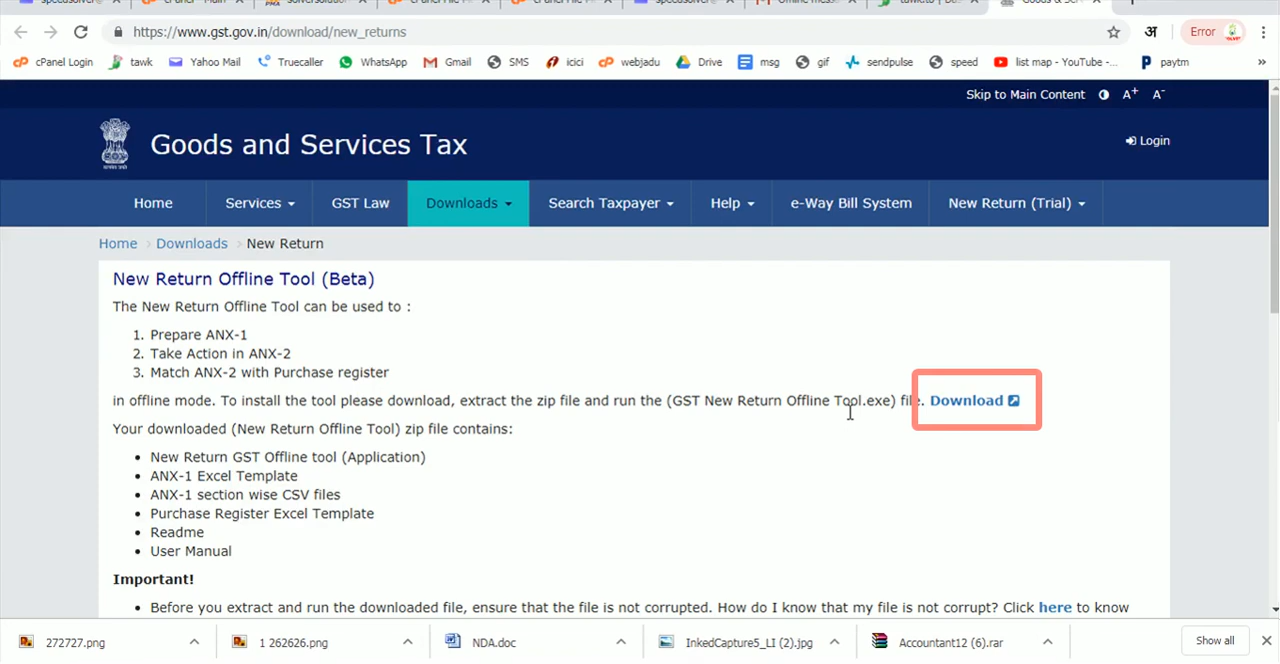 https://www.gst.gov.in/download/new_returns
अ
Error
cPanel Login tawk Yahoo Mail Truecaller WhatsApp Gmail SMS icici webjadu Drive msg gif sendpulse speed list map - YouTube -... paytm »
Skip to Main Content A+ A-
Goods and Services Tax
Login
Home Services GST Law Downloads Search Taxpayer Help e-Way Bill System New Return (Trial)
Home › Downloads › New Return
New Return Offline Tool (Beta)
The New Return Offline Tool can be used to :
1. Prepare ANX-1
2. Take Action in ANX-2
3. Match ANX-2 with Purchase register
in offline mode. To install the tool please download, extract the zip file and run the (GST New Return Offline Tool.exe) file. Download
Your downloaded (New Return Offline Tool) zip file contains:
• New Return GST Offline tool (Application)
• ANX-1 Excel Template
• ANX-1 section wise CSV files
• Purchase Register Excel Template
• Readme
• User Manual
Important!
• Before you extract and run the downloaded file, ensure that the file is not corrupted. How do I know that my file is not corrupt? Click here to know
272727.png 1 262626.png NDA.doc InkedCapture5_LI (2).jpg Accountant12 (6).rar Show all